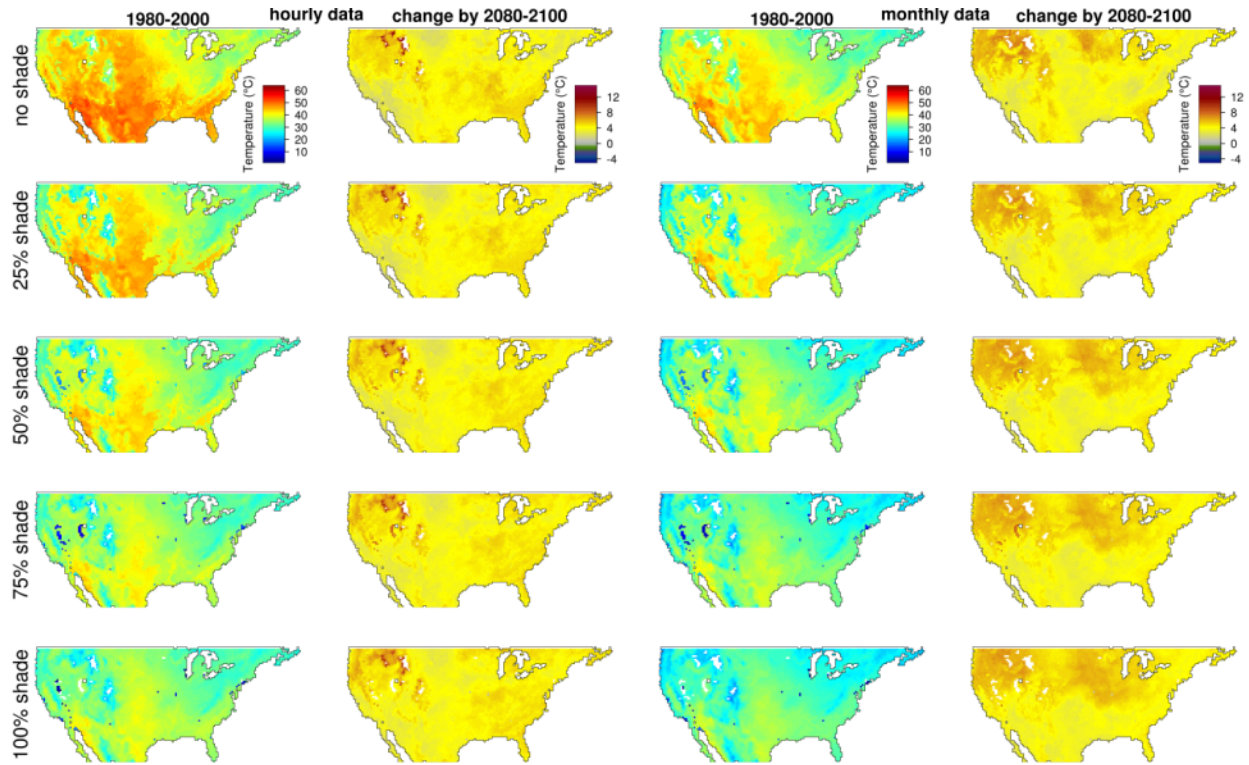 hourly data
monthly data
1980-2000
change by 2080-2100
1980-2000
change by 2080-2100
no shade
Temperature (°C)
60
50
40
30
20
10
Temperature (°C)
12
8
4
0
-4
Temperature (°C)
60
50
40
30
20
10
Temperature (°C)
12
8
4
0
-4
25% shade
50% shade
75% shade
100% shade